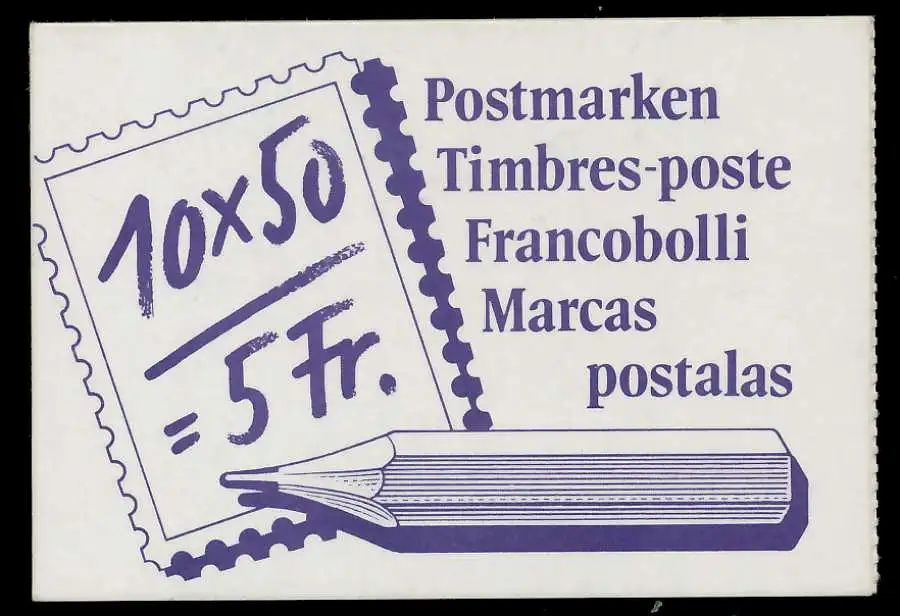 10x50
= 5 Fr.
Postmarken
Timbres-poste
Francobolli
Marcas
postalas